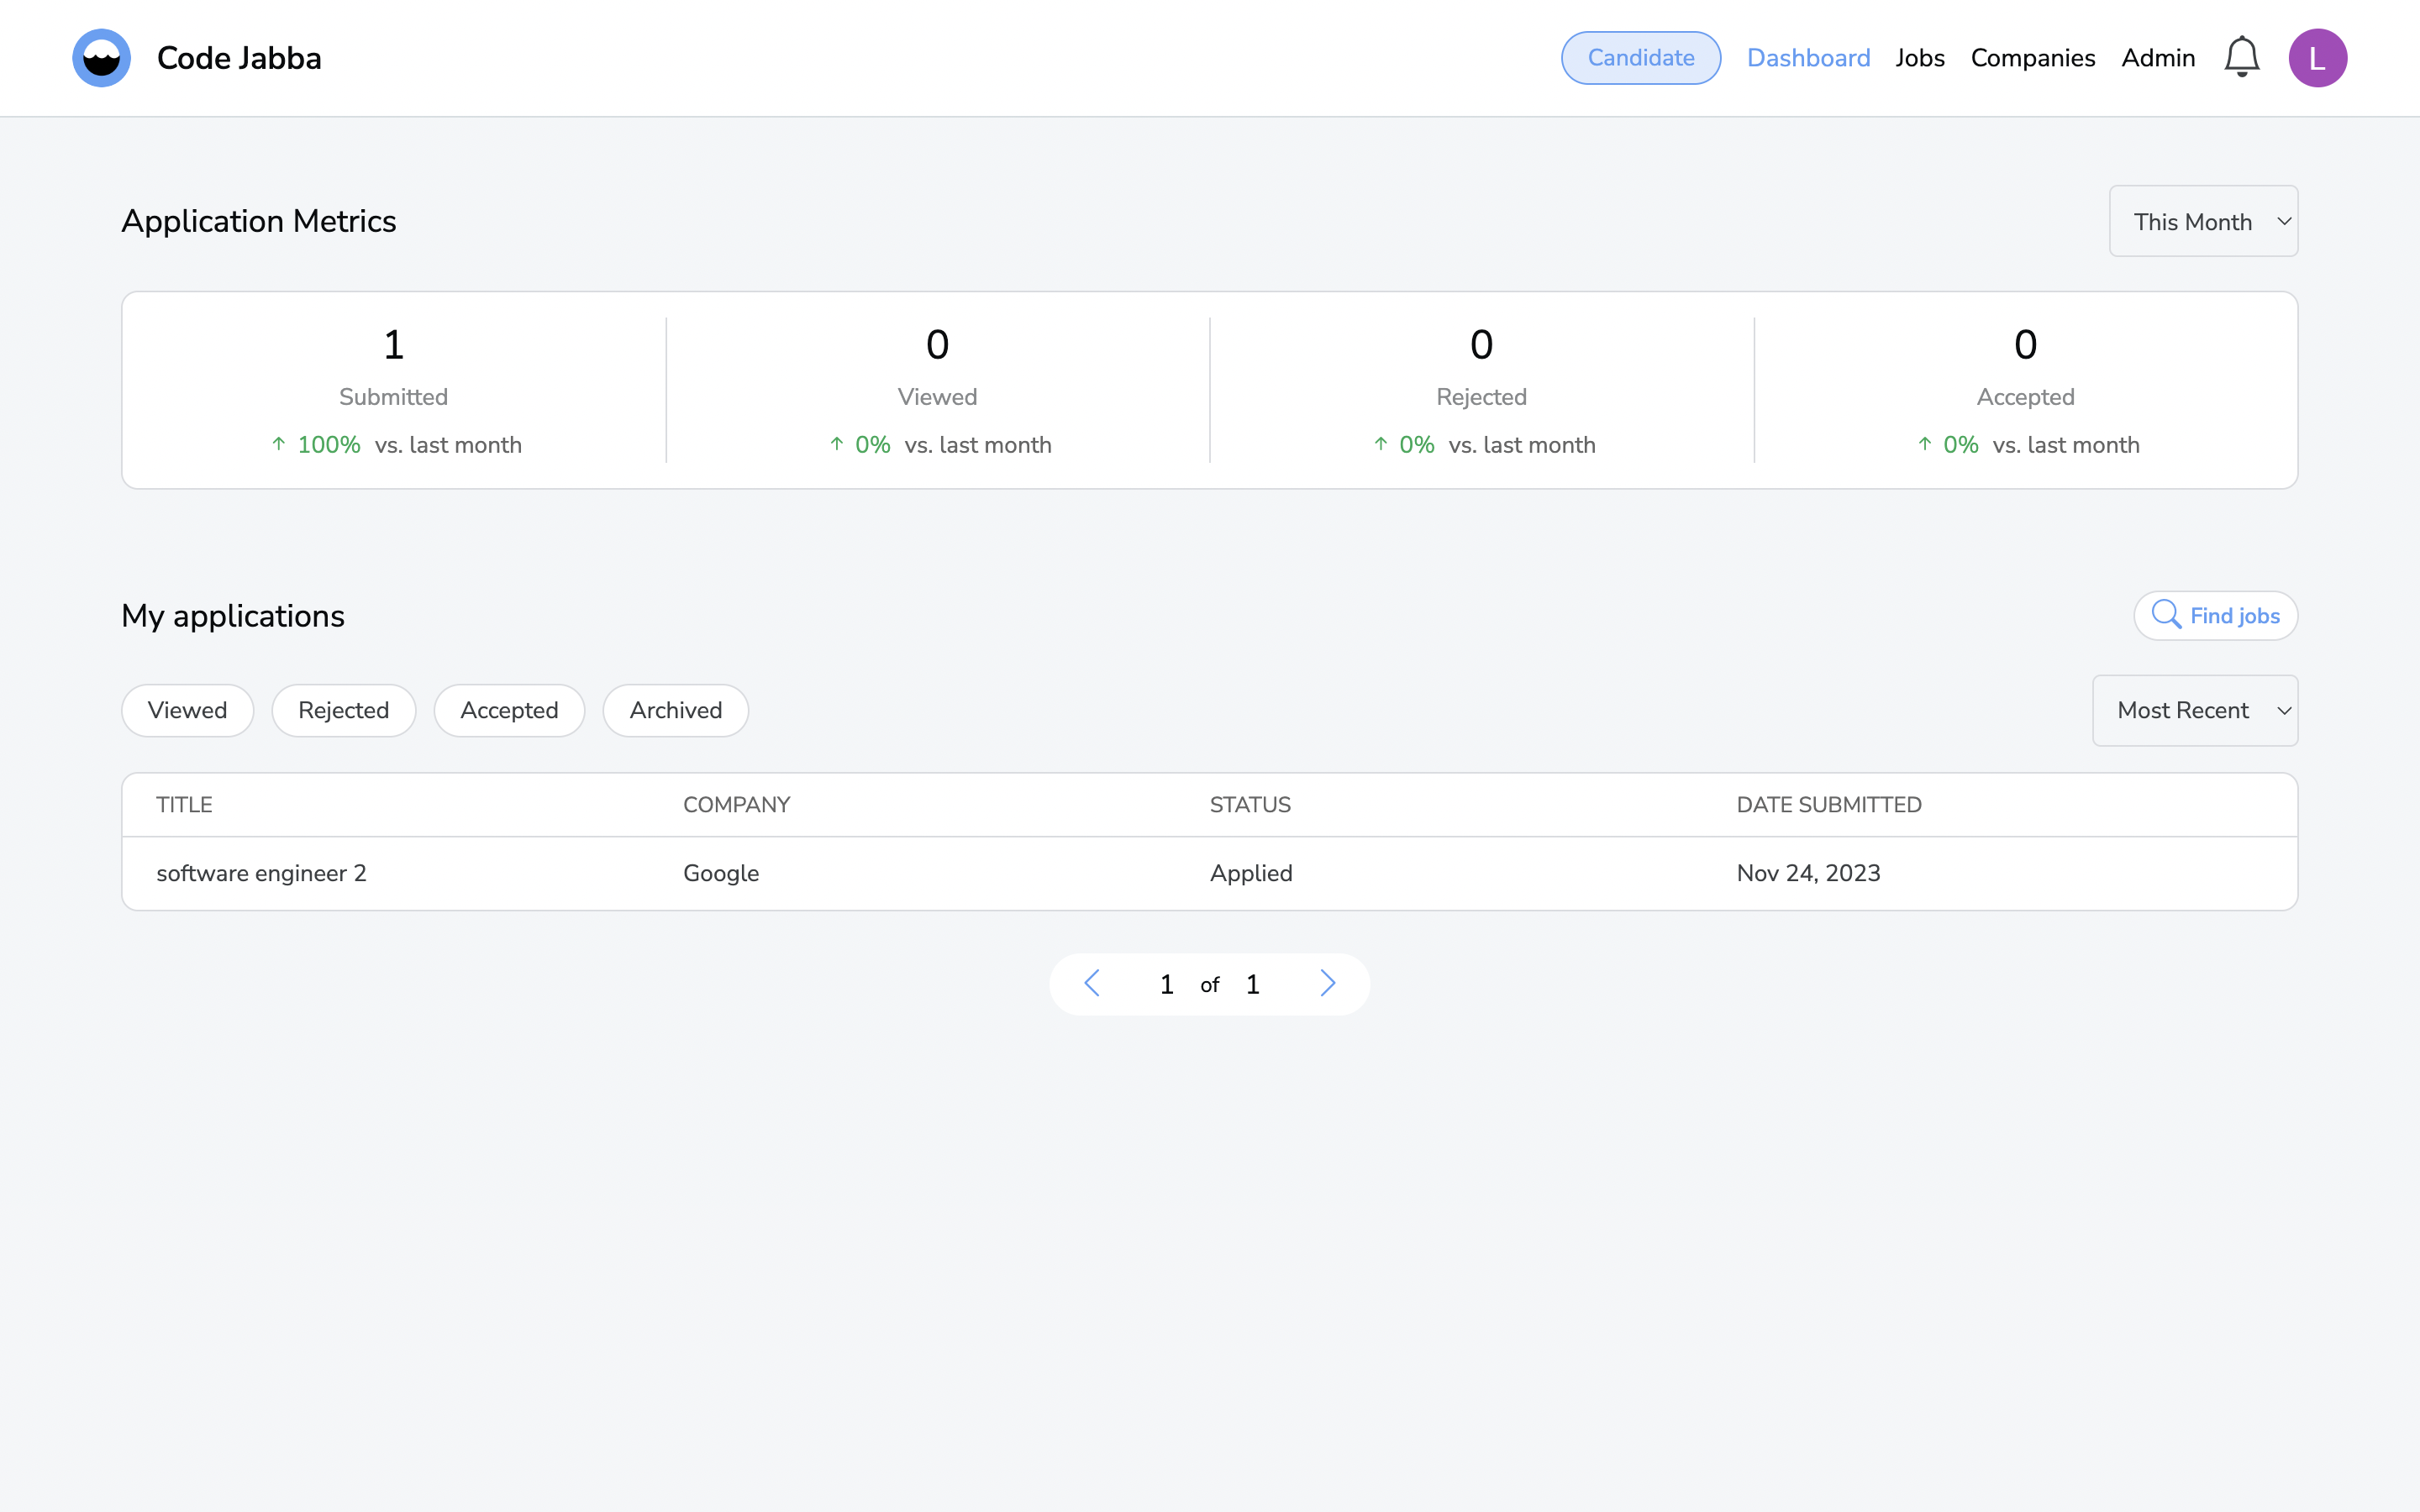 Code Jabba
Candidate Dashboard Jobs Companies Admin L
Application Metrics
This Month
1 0 0 0
Submitted Viewed Rejected Accepted
↑ 100% vs. last month ↑ 0% vs. last month ↑ 0% vs. last month ↑ 0% vs. last month
My applications
Find jobs
Viewed Rejected Accepted Archived
Most Recent
TITLE COMPANY STATUS DATE SUBMITTED
software engineer 2 Google Applied Nov 24, 2023
1 of 1